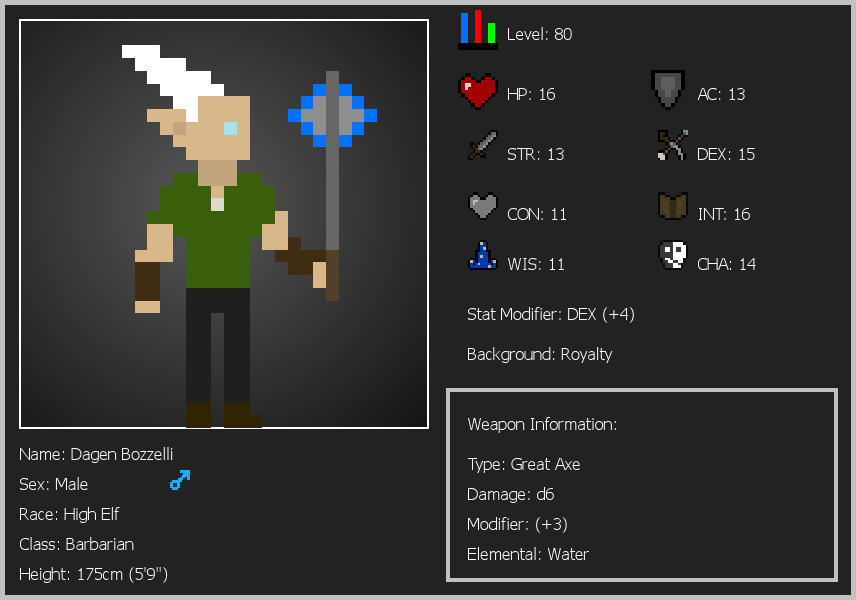 Level: 80
HP: 16
AC: 13
STR: 13
DEX: 15
CON: 11
INT: 16
WIS: 11
CHA: 14
Stat Modifier: DEX (+4)
Background: Royalty
Weapon Information:
Type: Great Axe
Damage: d6
Modifier: (+3)
Elemental: Water
Name: Dagen Bozzelli
Sex: Male
Race: High Elf
Class: Barbarian
Height: 175cm (5'9")